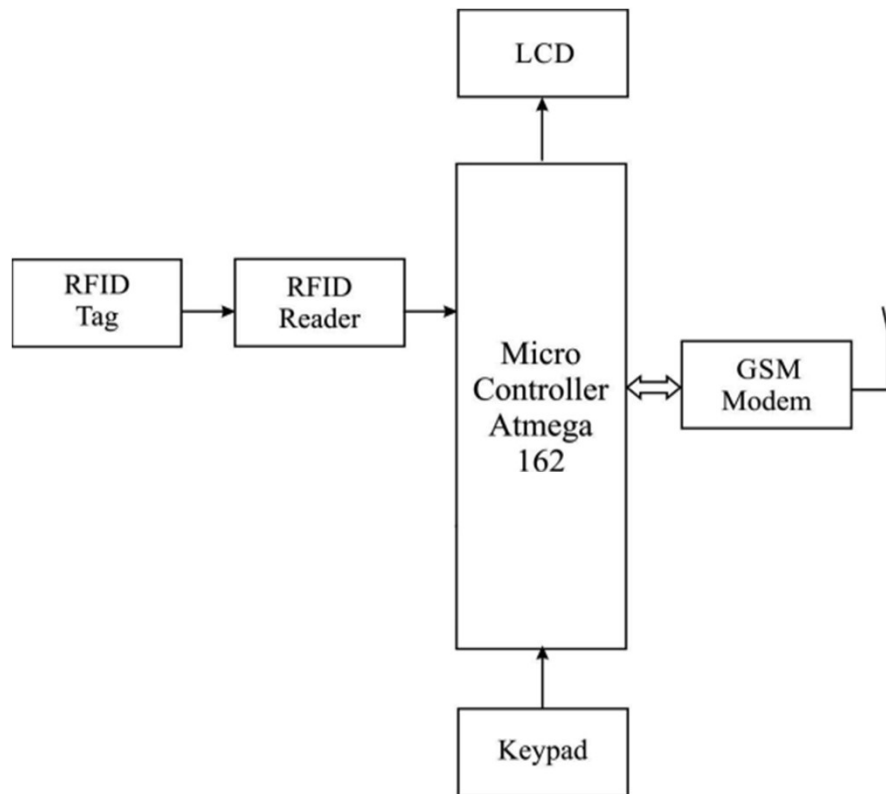 LCD
RFID
Tag
RFID
Reader
Micro
Controller
Atmega
162
GSM
Modem
Keypad